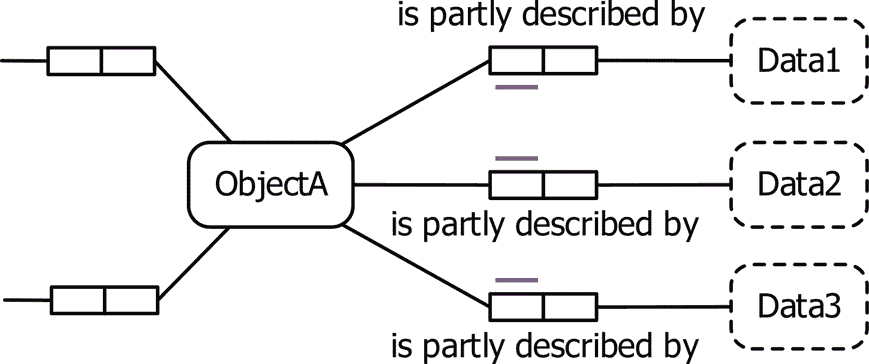 is partly described by
Data1
ObjectA
Data2
is partly described by
Data3
is partly described by